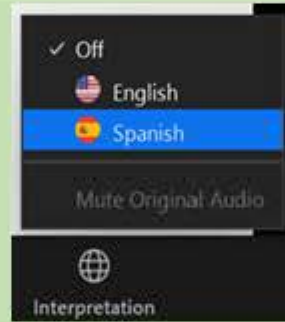 Off
English
Spanish
Mute Original Audio
Interpretation